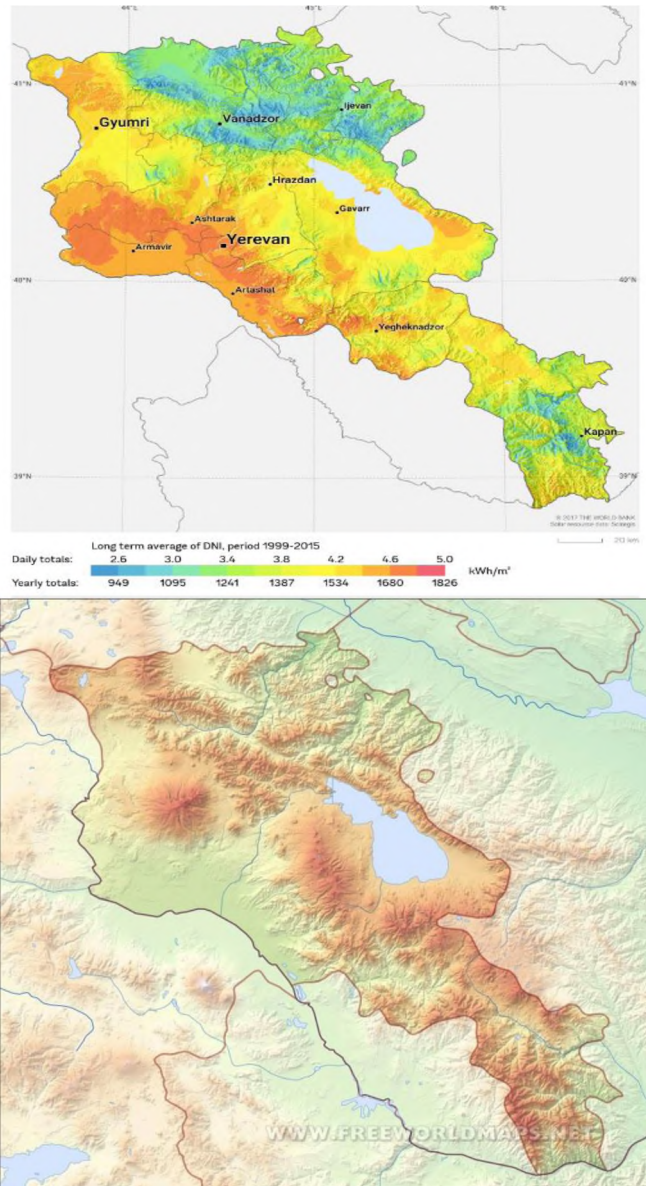 44°E
45°E
46°E
41°N
41°N
Gyumri
Vanadzor
Ijevan
Hrazdan
Gavarr
Ashtarak
Yerevan
Armavir
40°N
40°N
Artashat
Yegheknadzor
Kapan
39°N
39°N
© 2017 THE WORLD BANK
Solar resource data: Solargis
20 km
Long term average of DNI, period 1999-2015
Daily totals: 2.6 3.0 3.4 3.8 4.2 4.6 5.0
kWh/m²
Yearly totals: 949 1095 1241 1387 1534 1680 1826
WWW.FREEWORLDMAPS.NET